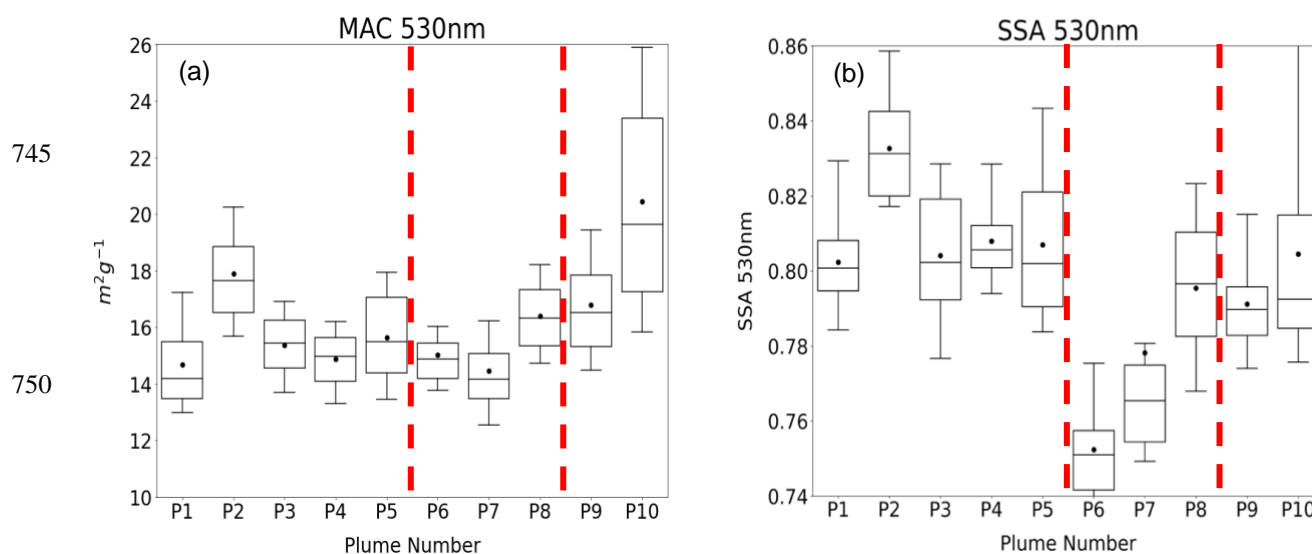 745
750
MAC 530nm
(a)
m²g⁻¹
26
24
22
20
18
16
14
12
10
P1 P2 P3 P4 P5 P6 P7 P8 P9 P10
Plume Number
SSA 530nm
(b)
SSA 530nm
0.86
0.84
0.82
0.80
0.78
0.76
0.74
P1 P2 P3 P4 P5 P6 P7 P8 P9 P10
Plume Number